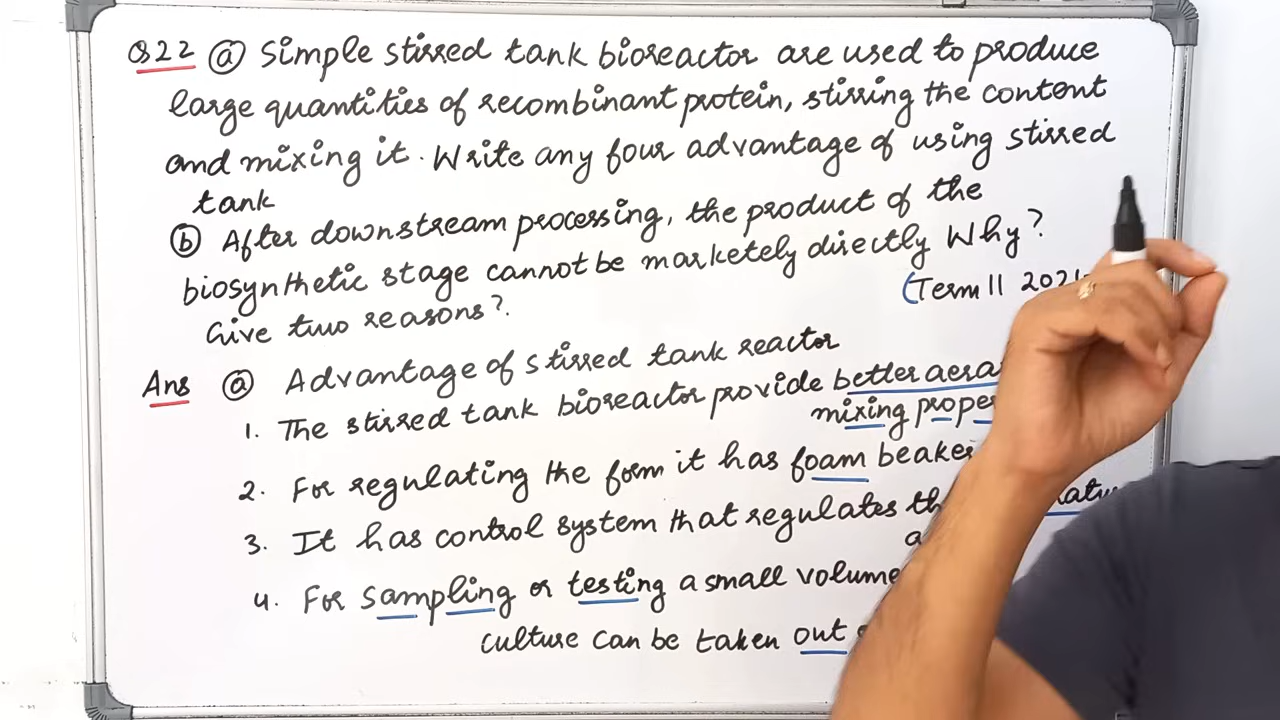 Q22 (a) Simple stirred tank bioreactor are used to produce
large quantities of recombinant protein, stirring the content
and mixing it. Write any four advantage of using stirred
tank
(b) After downstream processing, the product of the
biosynthetic stage cannot be marketely directly Why?
Give two reasons?
(Term II 202
Ans (a) Advantage of stirred tank reactor
1. The stirred tank bioreactor provide better aera
mixing prope
2. For regulating the form it has foam beake
3. It has control system that regulates th
4. For sampling or testing a small volume
culture can be taken out